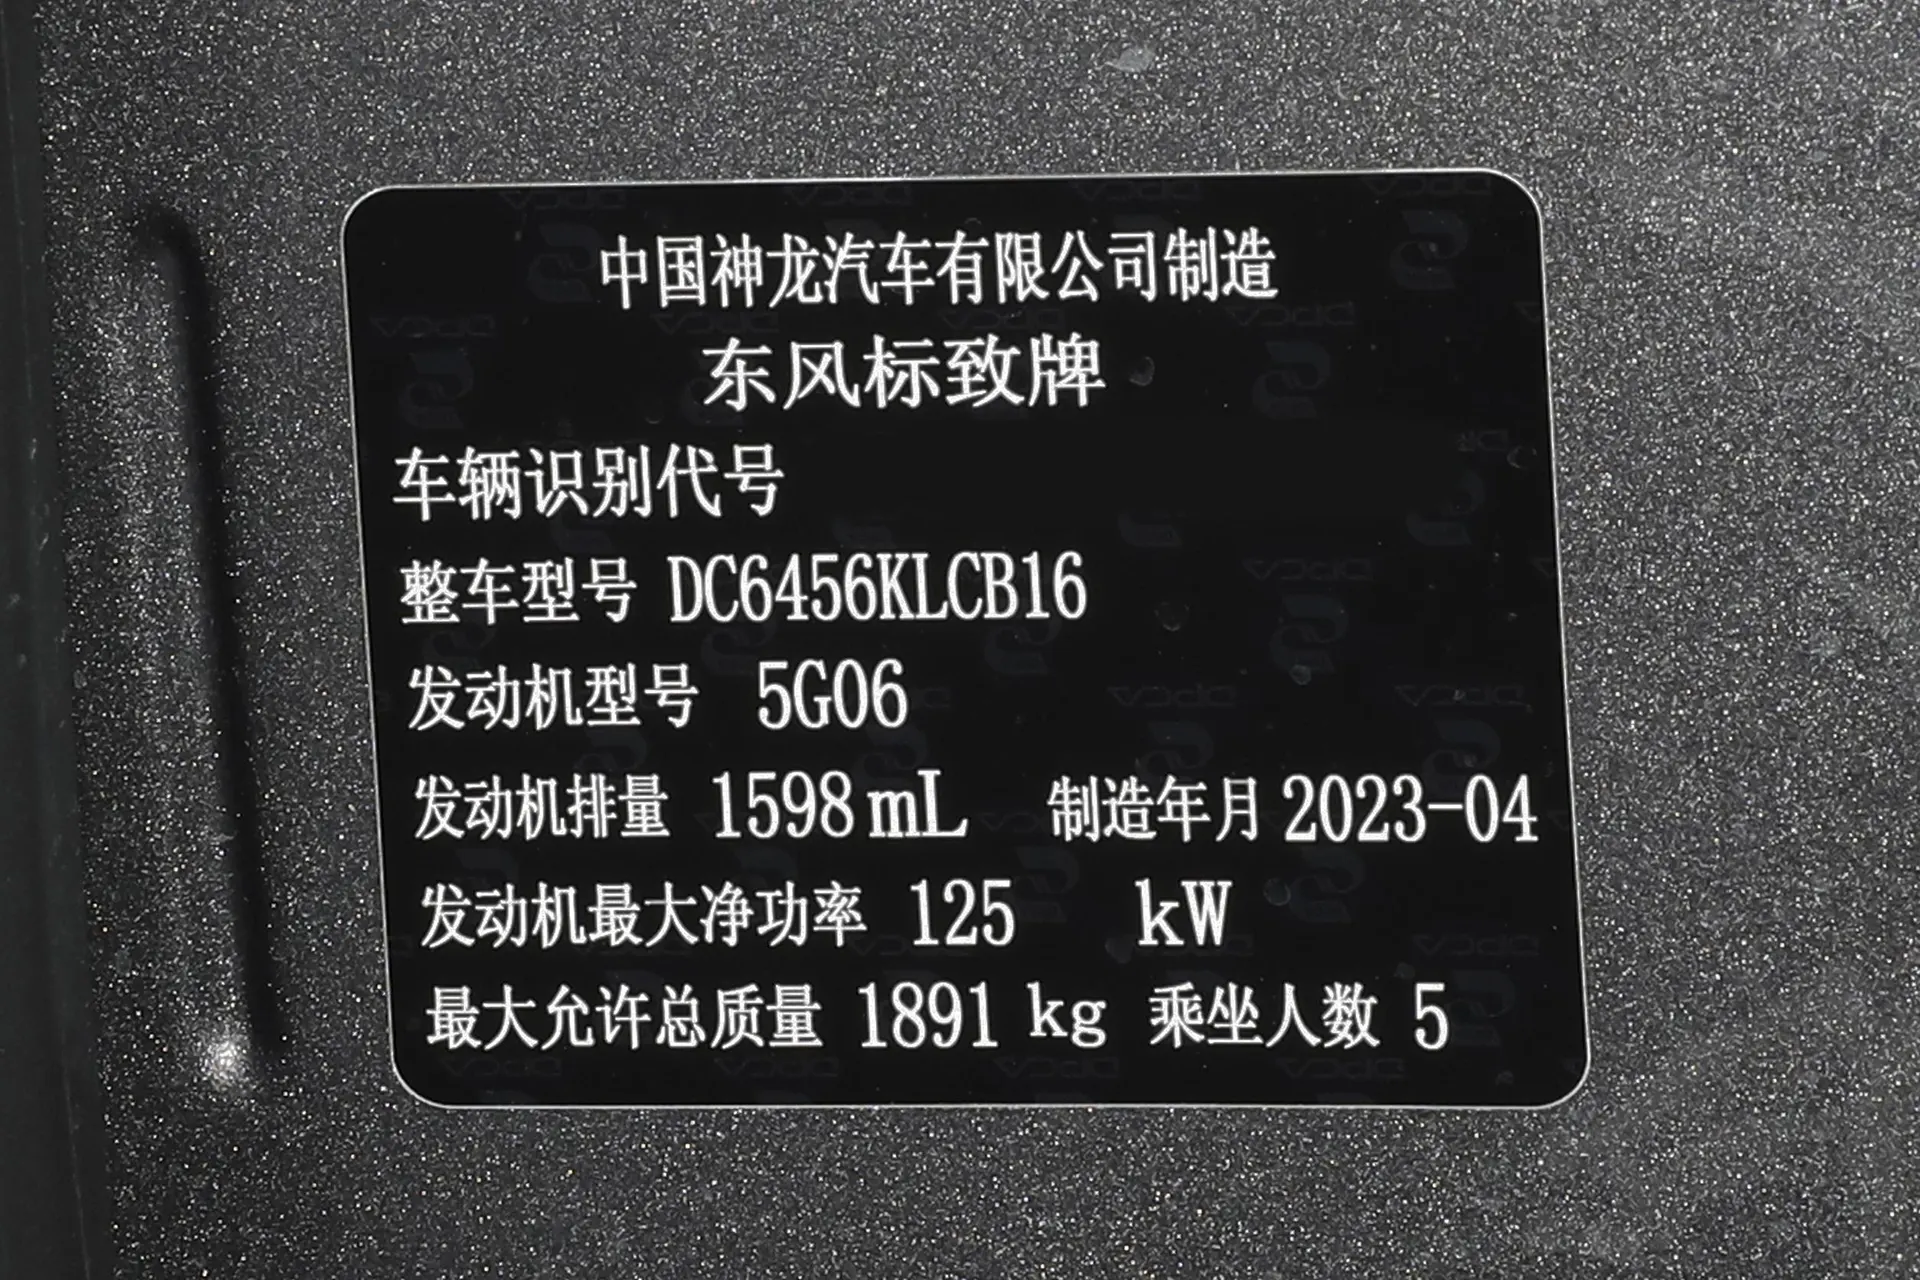 中国神龙汽车有限公司制造
东风标致牌
车辆识别代号
整车型号 DC6456KLCB16
发动机型号 5G06
发动机排量 1598 mL 制造年月 2023-04
发动机最大净功率 125 kW
最大允许总质量 1891 kg 乘坐人数 5